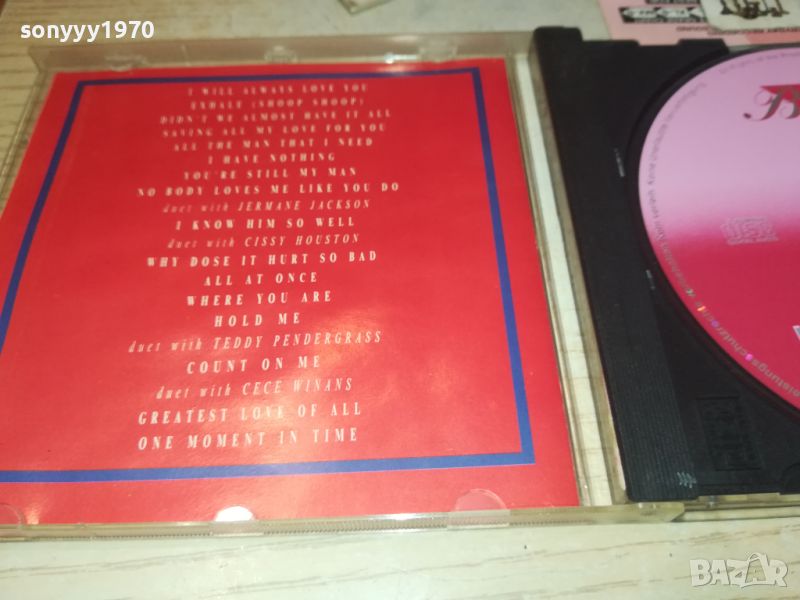 sonyyy1970
I WILL ALWAYS LOVE YOU
EXHALE (SHOOP SHOOP)
DIDN'T WE ALMOST HAVE IT ALL
SAVING ALL MY LOVE FOR YOU
ALL THE MAN THAT I NEED
I HAVE NOTHING
YOU'RE STILL MY MAN
NO BODY LOVES ME LIKE YOU DO
duet with JERMANE JACKSON
I KNOW HIM SO WELL
duet with CISSY HOUSTON
WHY DOSE IT HURT SO BAD
ALL AT ONCE
WHERE YOU ARE
HOLD ME
duet with TEDDY PENDERGRASS
COUNT ON ME
duet with CECE WINANS
GREATEST LOVE OF ALL
ONE MOMENT IN TIME
BAZAR